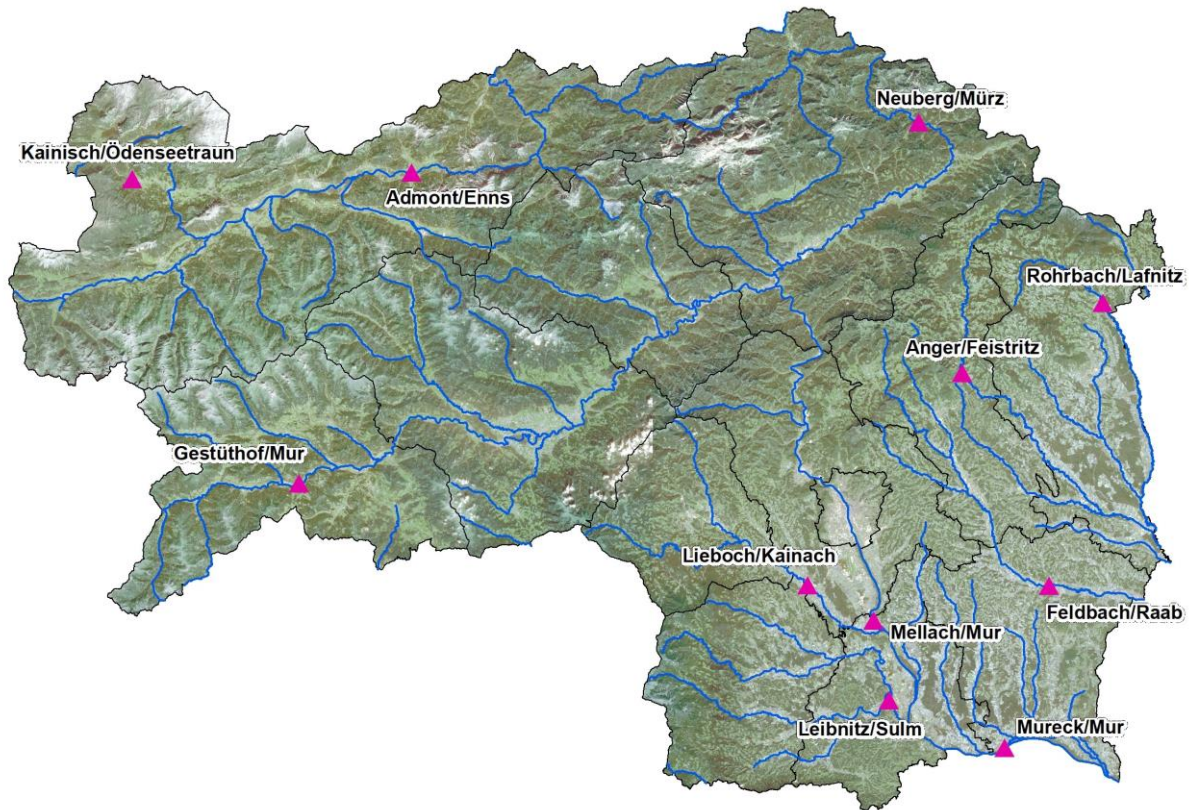 Neuberg/Mürz
Kainisch/Ödenseetraun
Admont/Enns
Rohrbach/Lafnitz
Anger/Feistritz
Gestüthof/Mur
Lieboch/Kainach
Feldbach/Raab
Mellach/Mur
Leibnitz/Sulm
Mureck/Mur